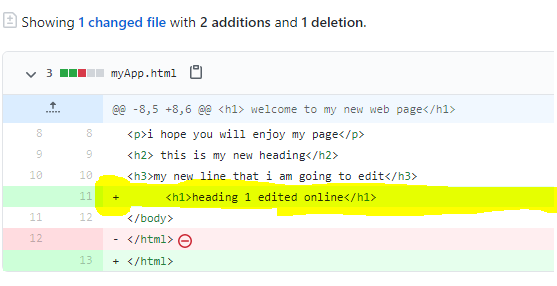 Showing 1 changed file with 2 additions and 1 deletion.
3 myApp.html
@@ -8,5 +8,6 @@ <h1> welcome to my new web page</h1>
8 8 <p>i hope you will enjoy my page</p>
9 9 <h2> this is my new heading</h2>
10 10 <h3>my new line that i am going to edit</h3>
11 + <h1>heading 1 edited online</h1>
11 12 </body>
12 - </html>
13 + </html>